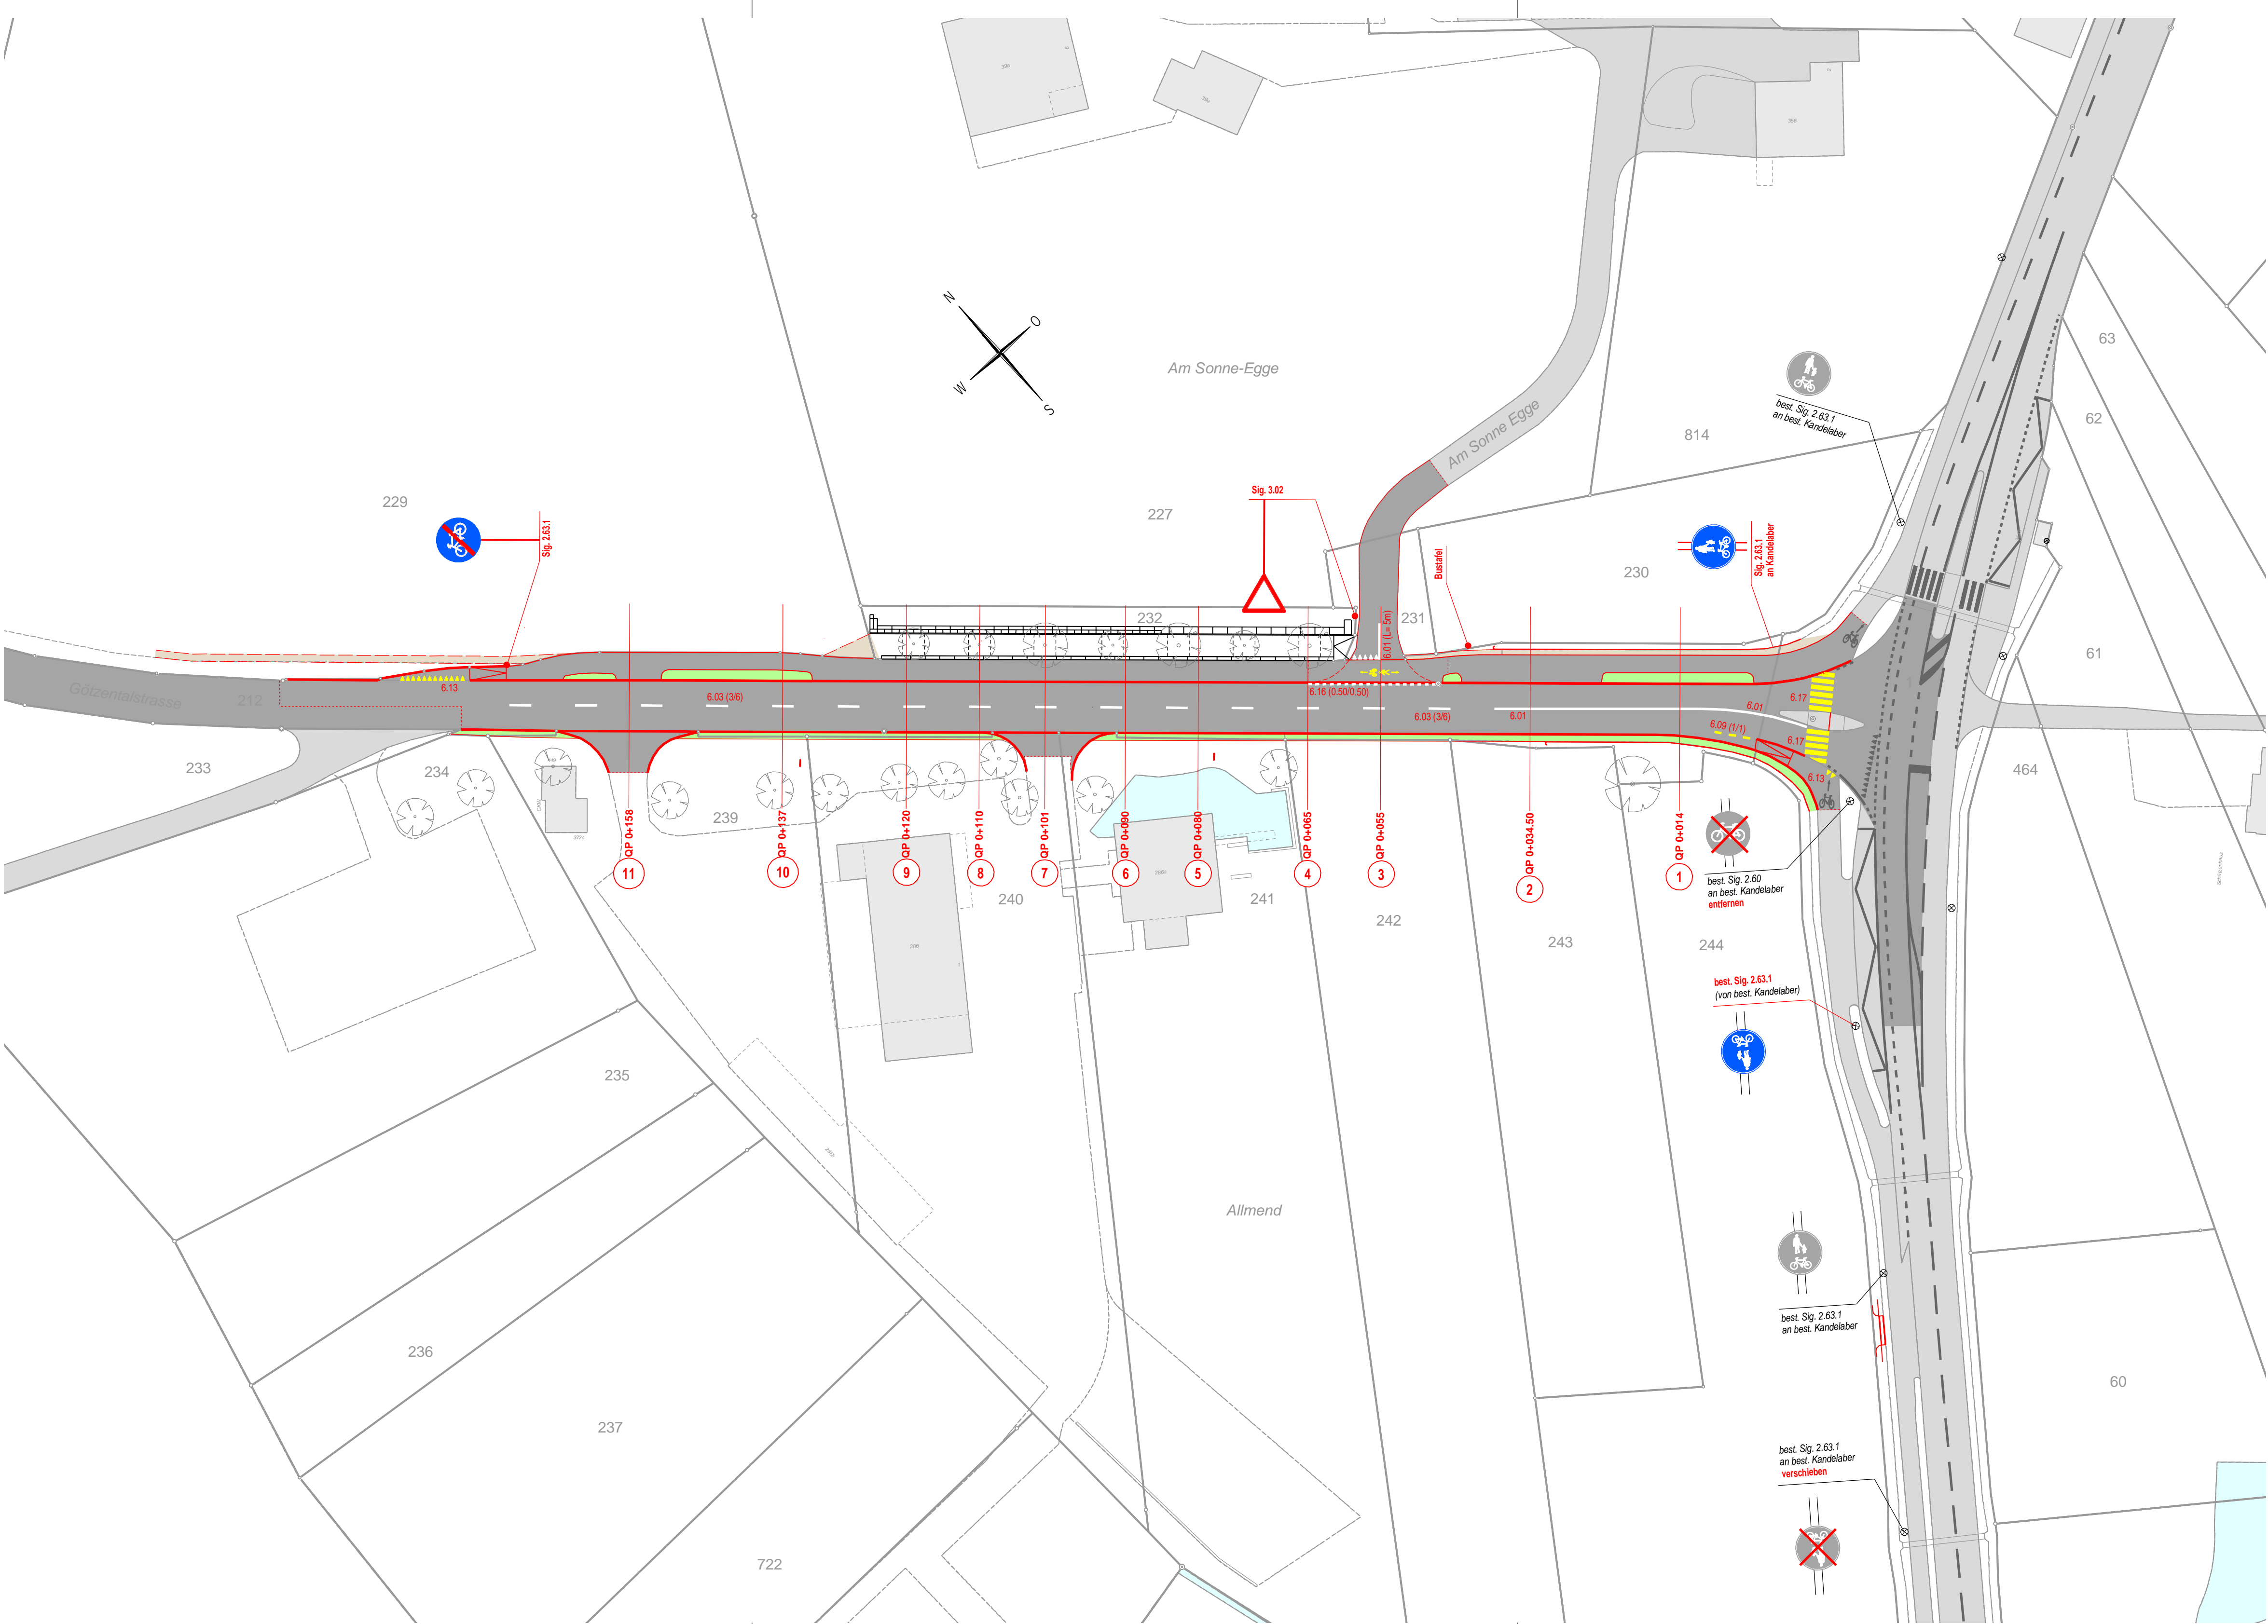 N
O
W
S
Am Sonne-Egge
Am Sonne Egge
63
62
61
814
best. Sig. 2.63.1
an best. Kandelaber
229
227
Sig. 3.02
Sig. 2.63.1
Bustafel
230
Sig. 2.63.1
an Kandelaber
232
231
6.01 (L= 5m)
Götzentalstrasse
212
6.13
6.03 (3/6)
6.16 (0.50/0.50)
6.03 (3/6)
6.01
6.01
6.09 (1/1)
6.17
6.17
6.13
1
233
234
239
464
QP 0+158
11
QP 0+137
10
QP 0+120
9
QP 0+110
8
QP 0+101
7
QP 0+090
6
QP 0+080
5
QP 0+065
4
QP 0+055
3
QP 0+034.50
2
QP 0+014
1
best. Sig. 2.60
an best. Kandelaber
entfernen
240
241
242
243
244
best. Sig. 2.63.1
(von best. Kandelaber)
235
Allmend
best. Sig. 2.63.1
an best. Kandelaber
236
237
60
best. Sig. 2.63.1
an best. Kandelaber
verschieben
722